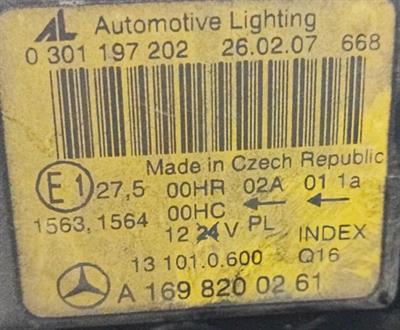 AL Automotive Lighting
0 301 197 202 26.02.07 668
Made in Czech Republic
E1 27,5 00HR 02A 01 1a
1563, 1564 00HC ← ←
12 24 V PL INDEX
13 101.0.600 Q16
A 169 820 02 61